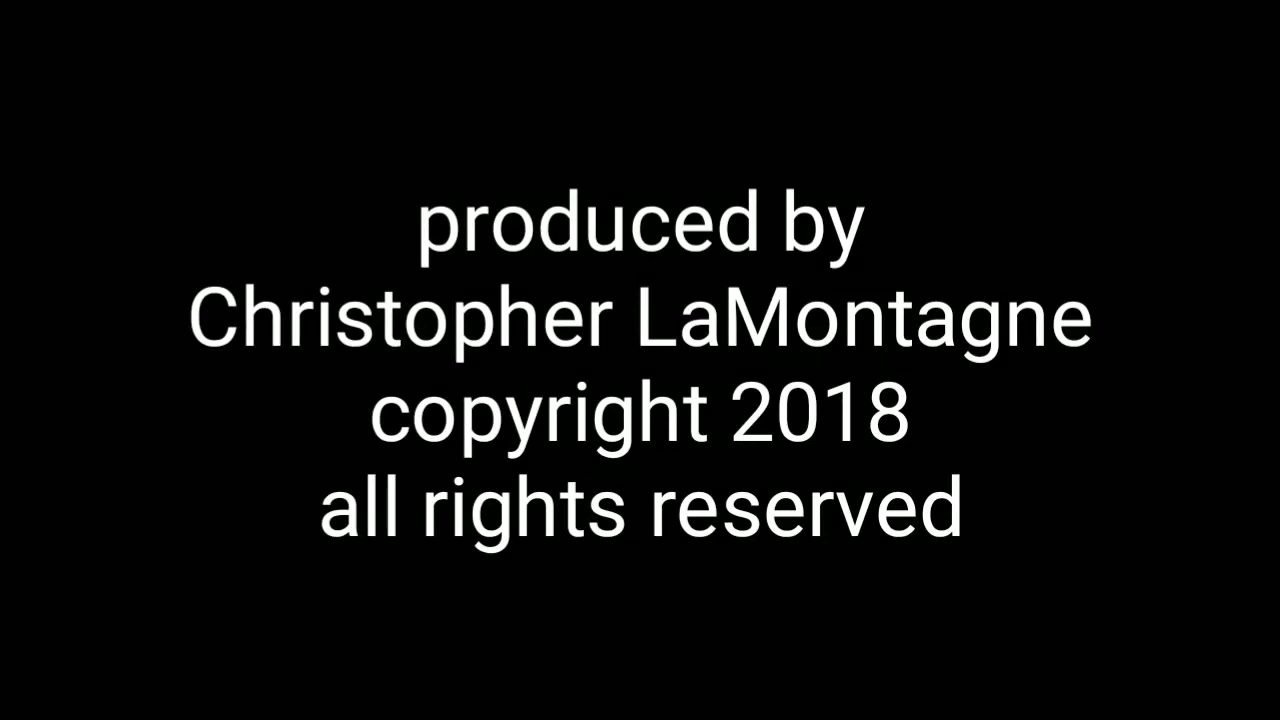 produced by
Christopher LaMontagne
copyright 2018
all rights reserved